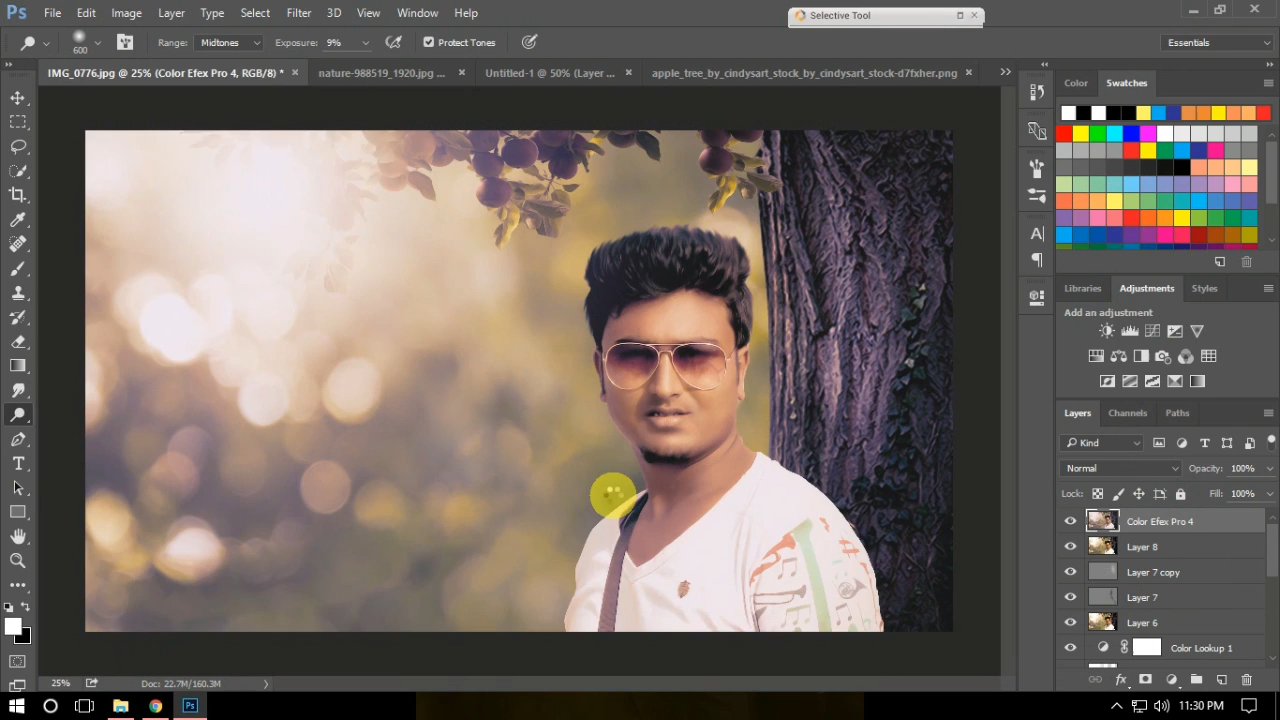 Ps File Edit Image Layer Type Select Filter 3D View Window Help
Selective Tool
600 Range: Midtones Exposure: 9% Protect Tones Essentials
IMG_0776.jpg @ 25% (Color Efex Pro 4, RGB/8) * nature-988519_1920.jpg ... Untitled-1 @ 50% (Layer ... apple_tree_by_cindysart_stock_by_cindysart_stock-d7fxher.png
Color Swatches
Libraries Adjustments Styles
Add an adjustment
Layers Channels Paths
Kind
Normal Opacity: 100%
Lock: Fill: 100%
Color Efex Pro 4
Layer 8
Layer 7 copy
Layer 7
Layer 6
Color Lookup 1
25% Doc: 22.7M/160.3M
11:30 PM